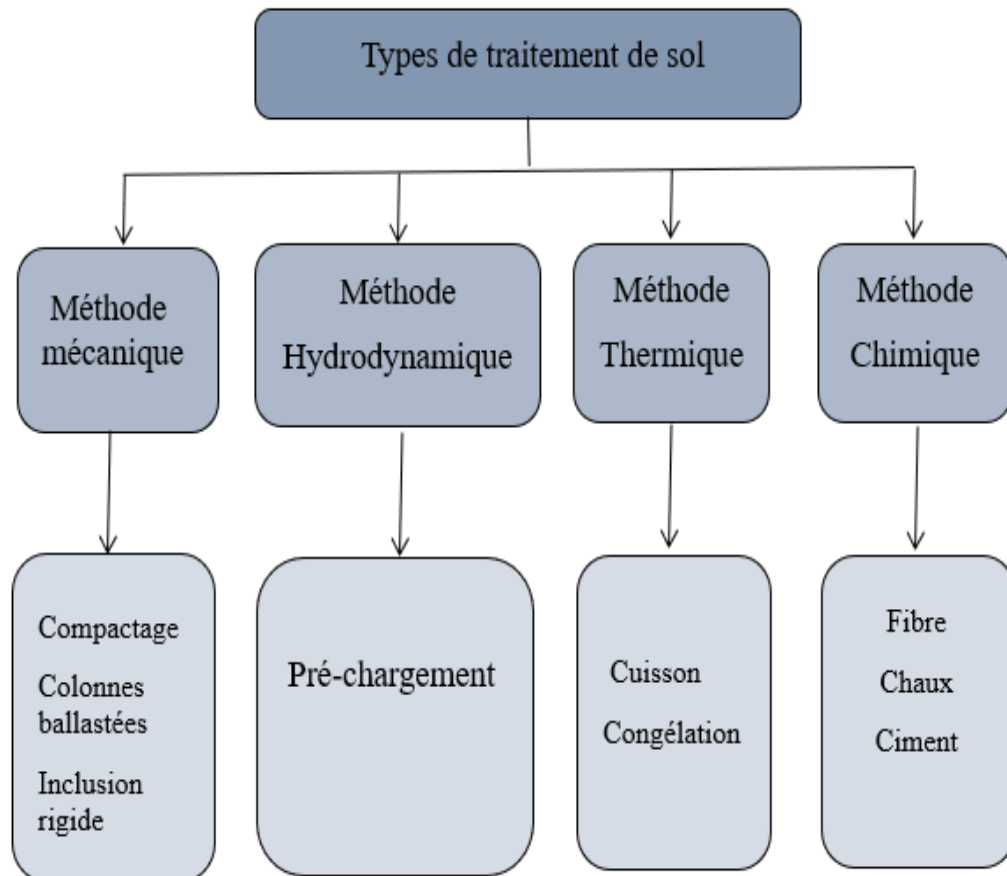 Types de traitement de sol
Méthode
mécanique
Méthode
Hydrodynamique
Méthode
Thermique
Méthode
Chimique
Compactage
Colonnes
ballastées
Inclusion
rigide
Pré-chargement
Cuisson
Congélation
Fibre
Chaux
Ciment